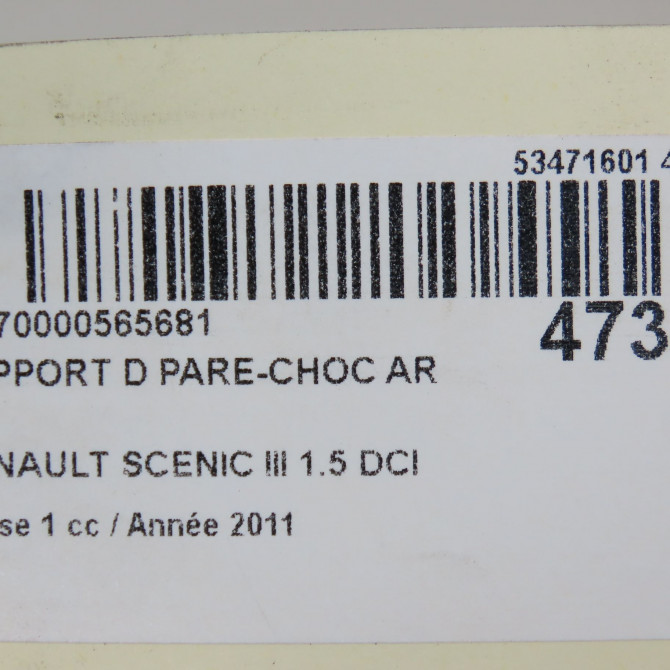 53471601 4
70000565681
473
PPORT D PARE-CHOC AR
NAULT SCENIC III 1.5 DCI
se 1 cc / Année 2011